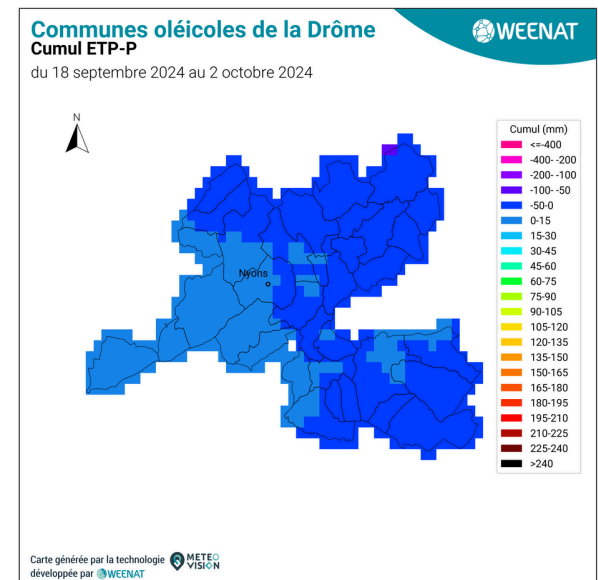 Communes oléicoles de la Drôme
Cumul ETP-P
du 18 septembre 2024 au 2 octobre 2024
WEENAT
N
Nyons
Cumul (mm)
<=-400
-400--200
-200--100
-100--50
-50-0
0-15
15-30
30-45
45-60
60-75
75-90
90-105
105-120
120-135
135-150
150-165
165-180
180-195
195-210
210-225
225-240
>240
Carte générée par la technologie METEO VISION
développée par WEENAT